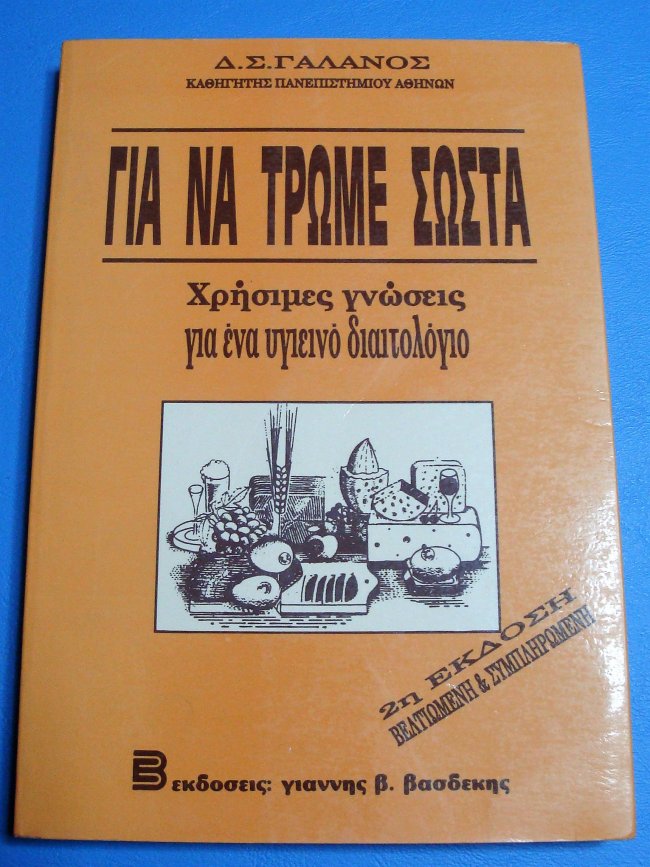 Δ.Σ.ΓΑΛΑΝΟΣ
ΚΑΘΗΓΗΤΗΣ ΠΑΝΕΠΙΣΤΗΜΙΟΥ ΑΘΗΝΩΝ
ΓΙΑ ΝΑ ΤΡΩΜΕ ΣΩΣΤΑ
Χρήσιμες γνώσεις
για ένα υγιεινό διαιτολόγιο
2η ΕΚΔΟΣΗ
ΒΕΛΤΙΩΜΕΝΗ & ΣΥΜΠΛΗΡΩΜΕΝΗ
Β εκδοσεις: γιαννης β. βασδεκης